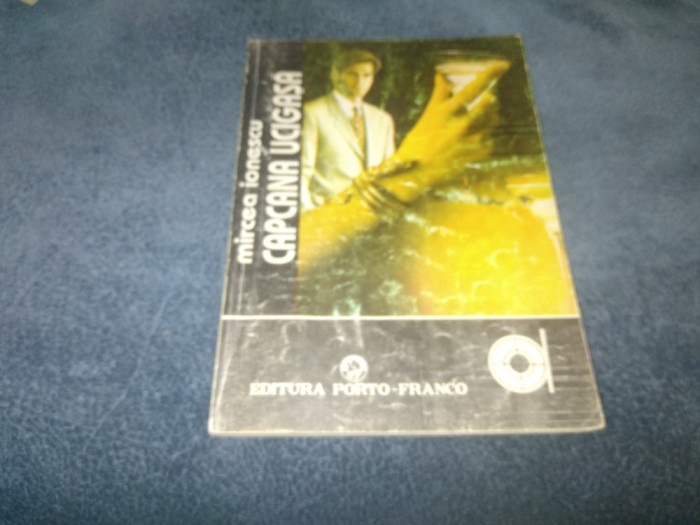 mircea ionescu
CAPCANA UCIGAŞĂ
EDITURA PORTO-FRANCO